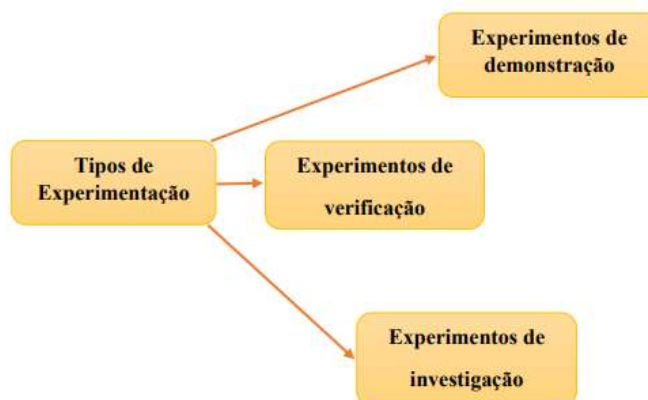 Experimentos de
demonstração
Tipos de
Experimentação
Experimentos de
verificação
Experimentos de
investigação